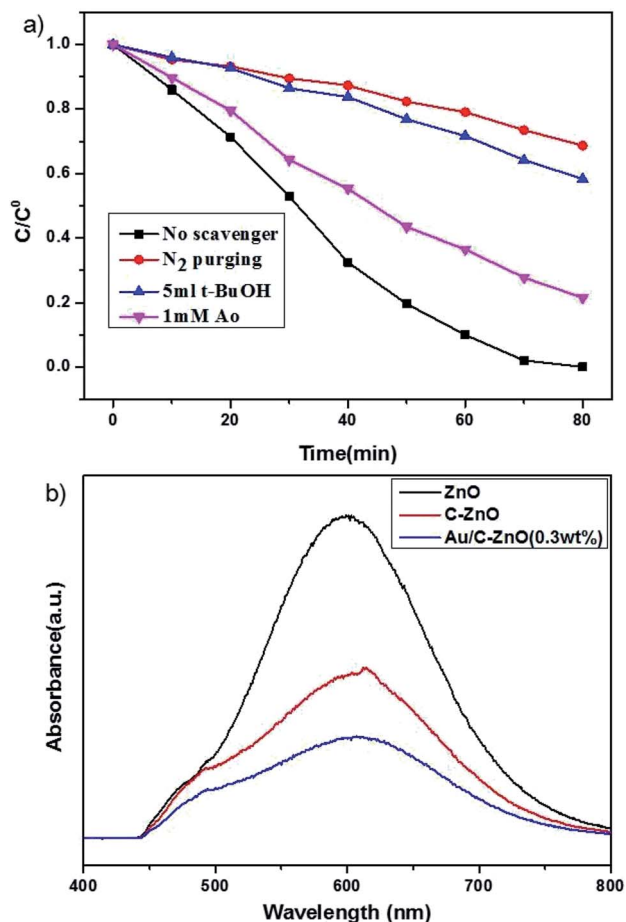 a)
1.0
0.8
0.6
0.4
0.2
0.0
C/C⁰
No scavenger
N₂ purging
5ml t-BuOH
1mM Ao
0 20 40 60 80
Time(min)
b)
ZnO
C-ZnO
Au/C-ZnO(0.3wt%)
Absorbance(a.u.)
400 500 600 700 800
Wavelength (nm)